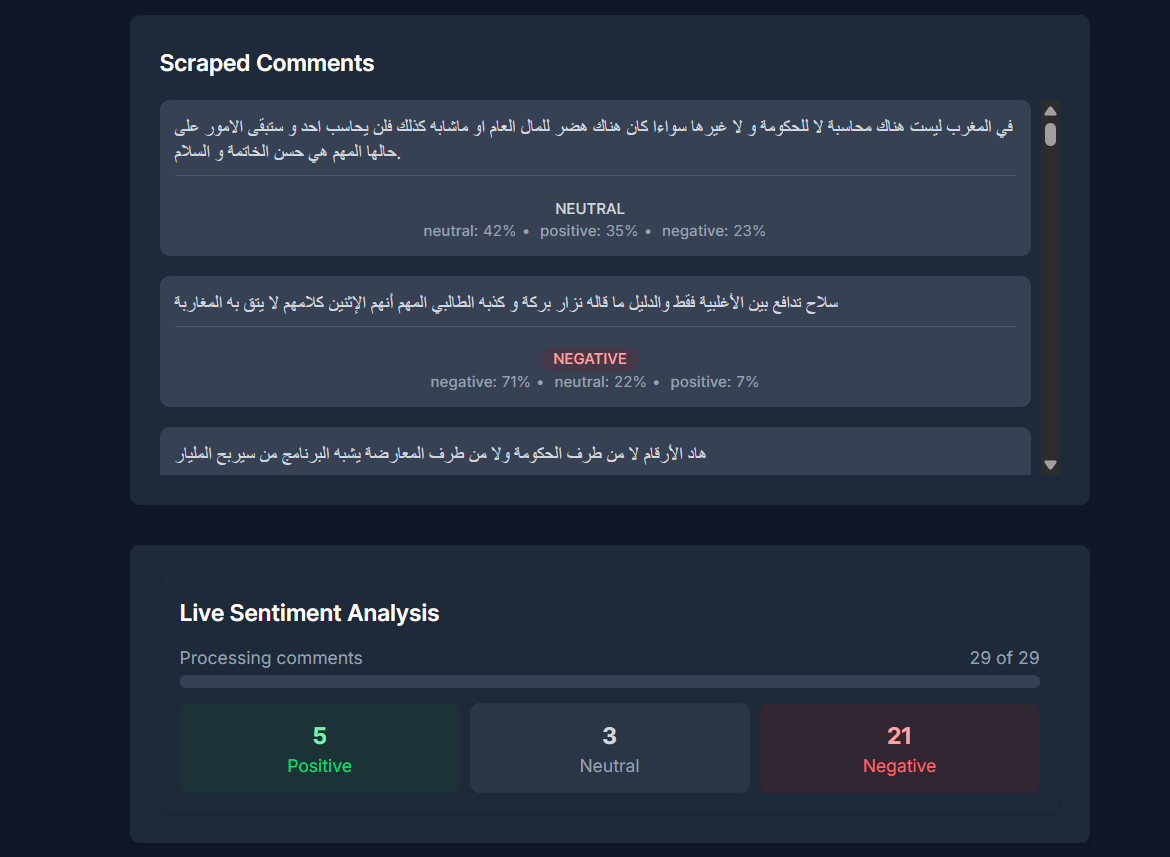 Scraped Comments
في المغرب ليست هناك محاسبة لا للحكومة و لا غيرها سواءا كان هناك هضر للمال العام او ماشابه كذلك فلن يحاسب احد و ستبقى الامور على
حالها المهم هي حسن الخاتمة و السلام.
NEUTRAL
neutral: 42% • positive: 35% • negative: 23%
سلاح تدافع بين الأغلبية فقط والدليل ما قاله نزار بركة و كذبه الطالبي المهم أنهم الإثنين كلامهم لا يتق به المغاربة
NEGATIVE
negative: 71% • neutral: 22% • positive: 7%
هاد الأرقام لا من طرف الحكومة ولا من طرف المعارضة يشبه البرنامج من سيربح المليار
Live Sentiment Analysis
Processing comments 29 of 29
5 3 21
Positive Neutral Negative